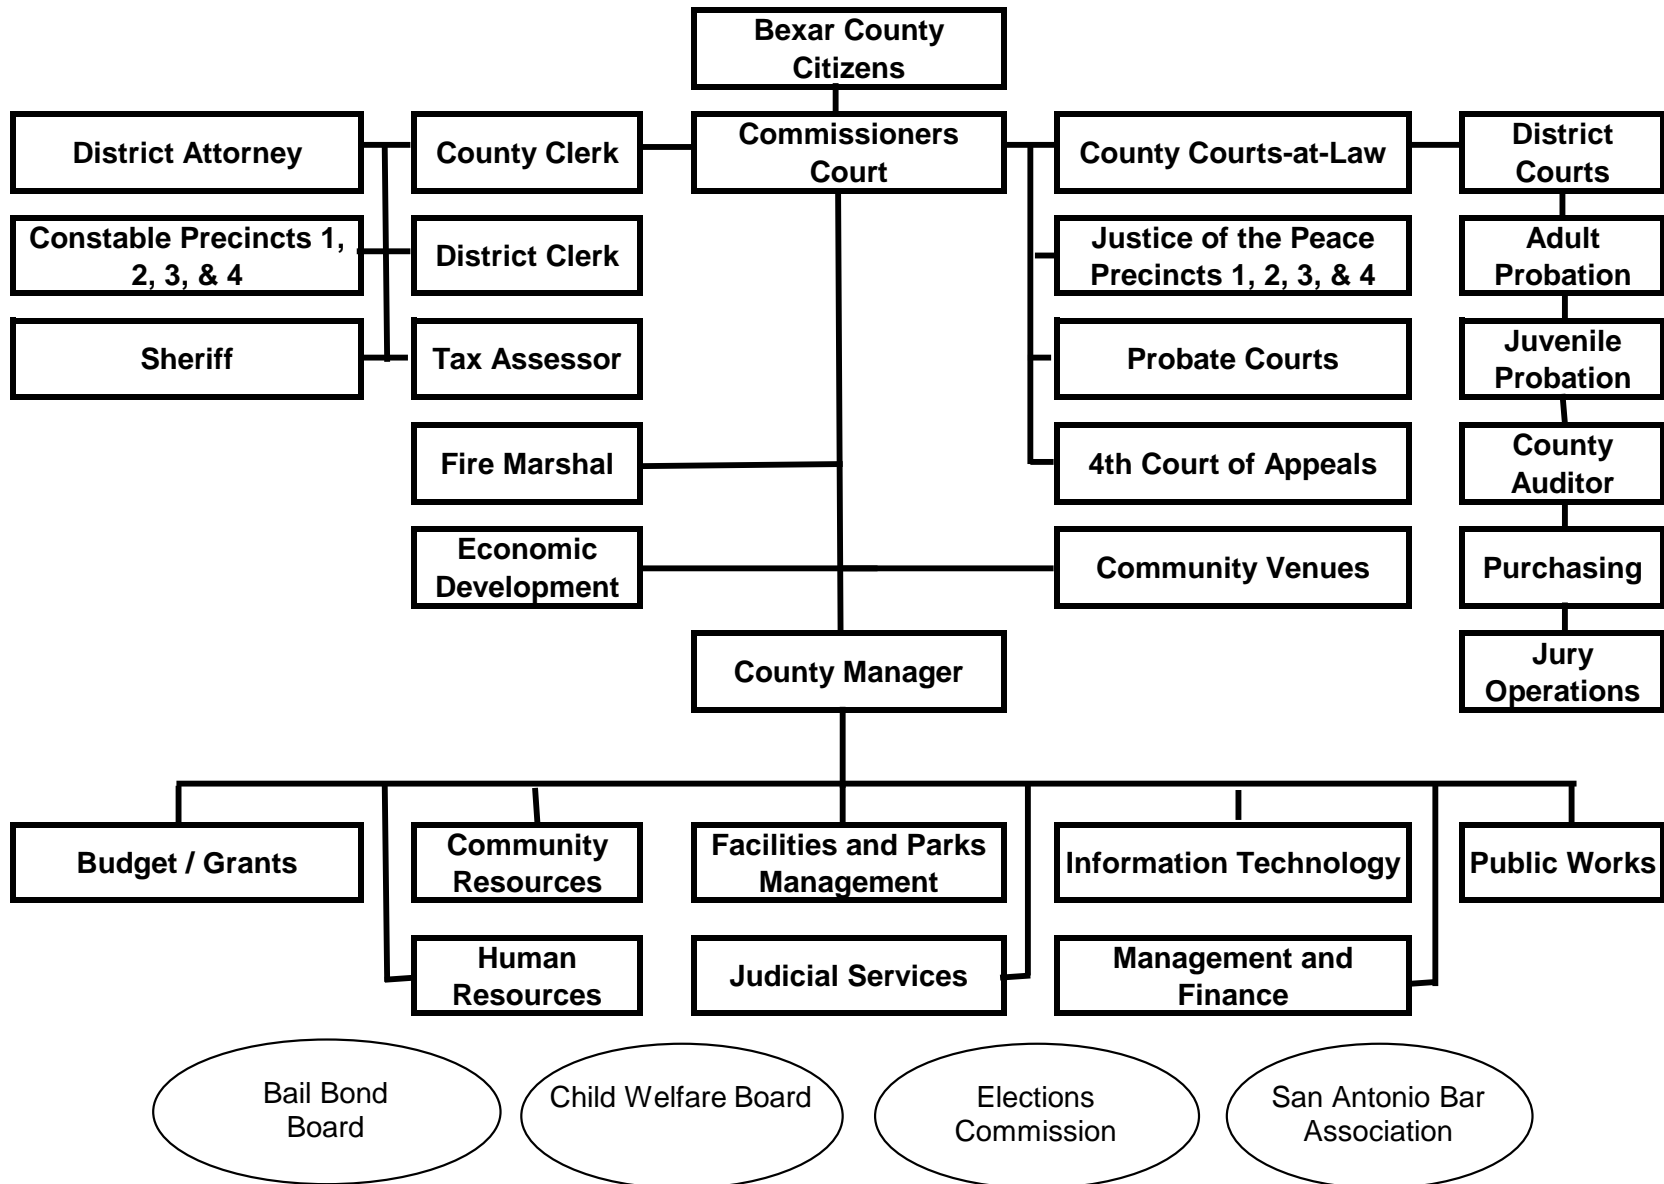 Bexar County
Citizens
District Attorney
County Clerk
Commissioners
Court
County Courts-at-Law
District
Courts
Constable Precincts 1,
2, 3, & 4
District Clerk
Justice of the Peace
Precincts 1, 2, 3, & 4
Adult
Probation
Sheriff
Tax Assessor
Probate Courts
Juvenile
Probation
Fire Marshal
4th Court of Appeals
County
Auditor
Economic
Development
Community Venues
Purchasing
County Manager
Jury
Operations
Budget / Grants
Community
Resources
Facilities and Parks
Management
Information Technology
Public Works
Human
Resources
Judicial Services
Management and
Finance
Bail Bond
Board
Child Welfare Board
Elections
Commission
San Antonio Bar
Association